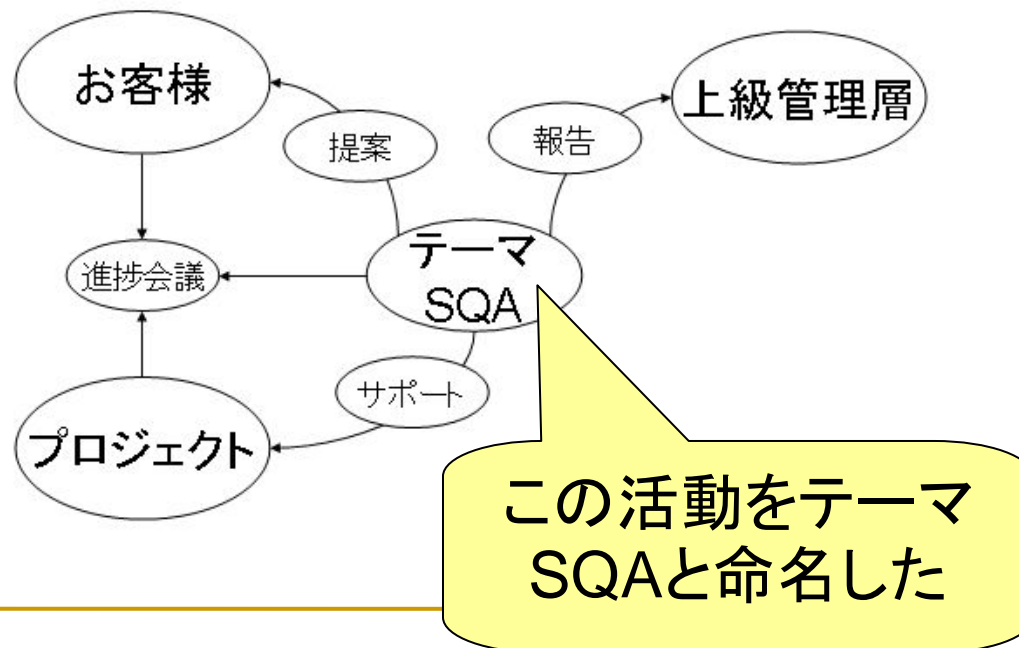 お客様
上級管理層
提案
報告
テーマ
SQA
進捗会議
サポート
プロジェクト
この活動をテーマ
SQAと命名した